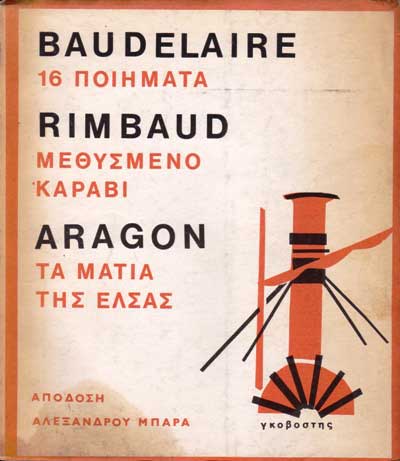 BAUDELAIRE
16 ΠΟΙΗΜΑΤΑ
RIMBAUD
ΜΕΘΥΣΜΕΝΟ
ΚΑΡΑΒΙ
ARAGON
ΤΑ ΜΑΤΙΑ
ΤΗΣ ΕΛΣΑΣ
ΑΠΟΔΟΣΗ
ΑΛΕΞΑΝΔΡΟΥ ΜΠΑΡΑ
γκοβοστης